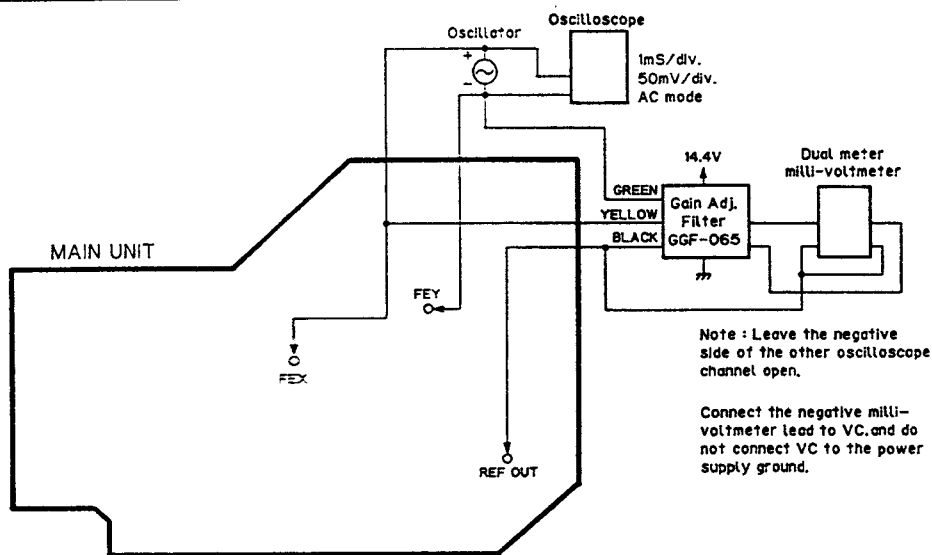 Oscilloscope
Oscillator
+
-
1mS/div.
50mV/div.
AC mode
14.4V
Dual meter
milli-voltmeter
GREEN
YELLOW
BLACK
Gain Adj.
Filter
GGF-065
MAIN UNIT
FEY
FEX
REF OUT
Note : Leave the negative
side of the other oscilloscope
channel open.
Connect the negative milli-
voltmeter lead to VC.and do
not connect VC to the power
supply ground.